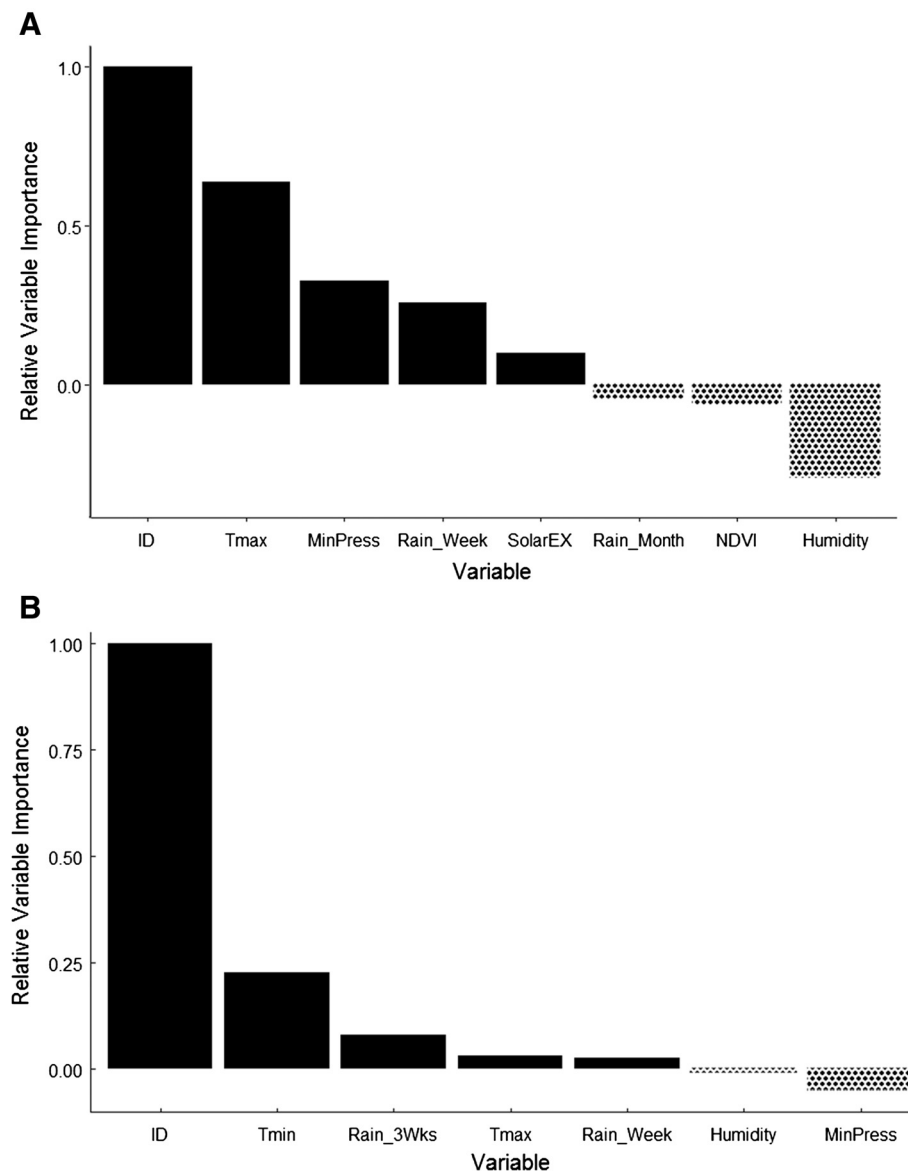 A
Relative Variable Importance
1.0
0.5
0.0
ID Tmax MinPress Rain_Week SolarEX Rain_Month NDVI Humidity
Variable
B
Relative Variable Importance
1.00
0.75
0.50
0.25
0.00
ID Tmin Rain_3Wks Tmax Rain_Week Humidity MinPress
Variable